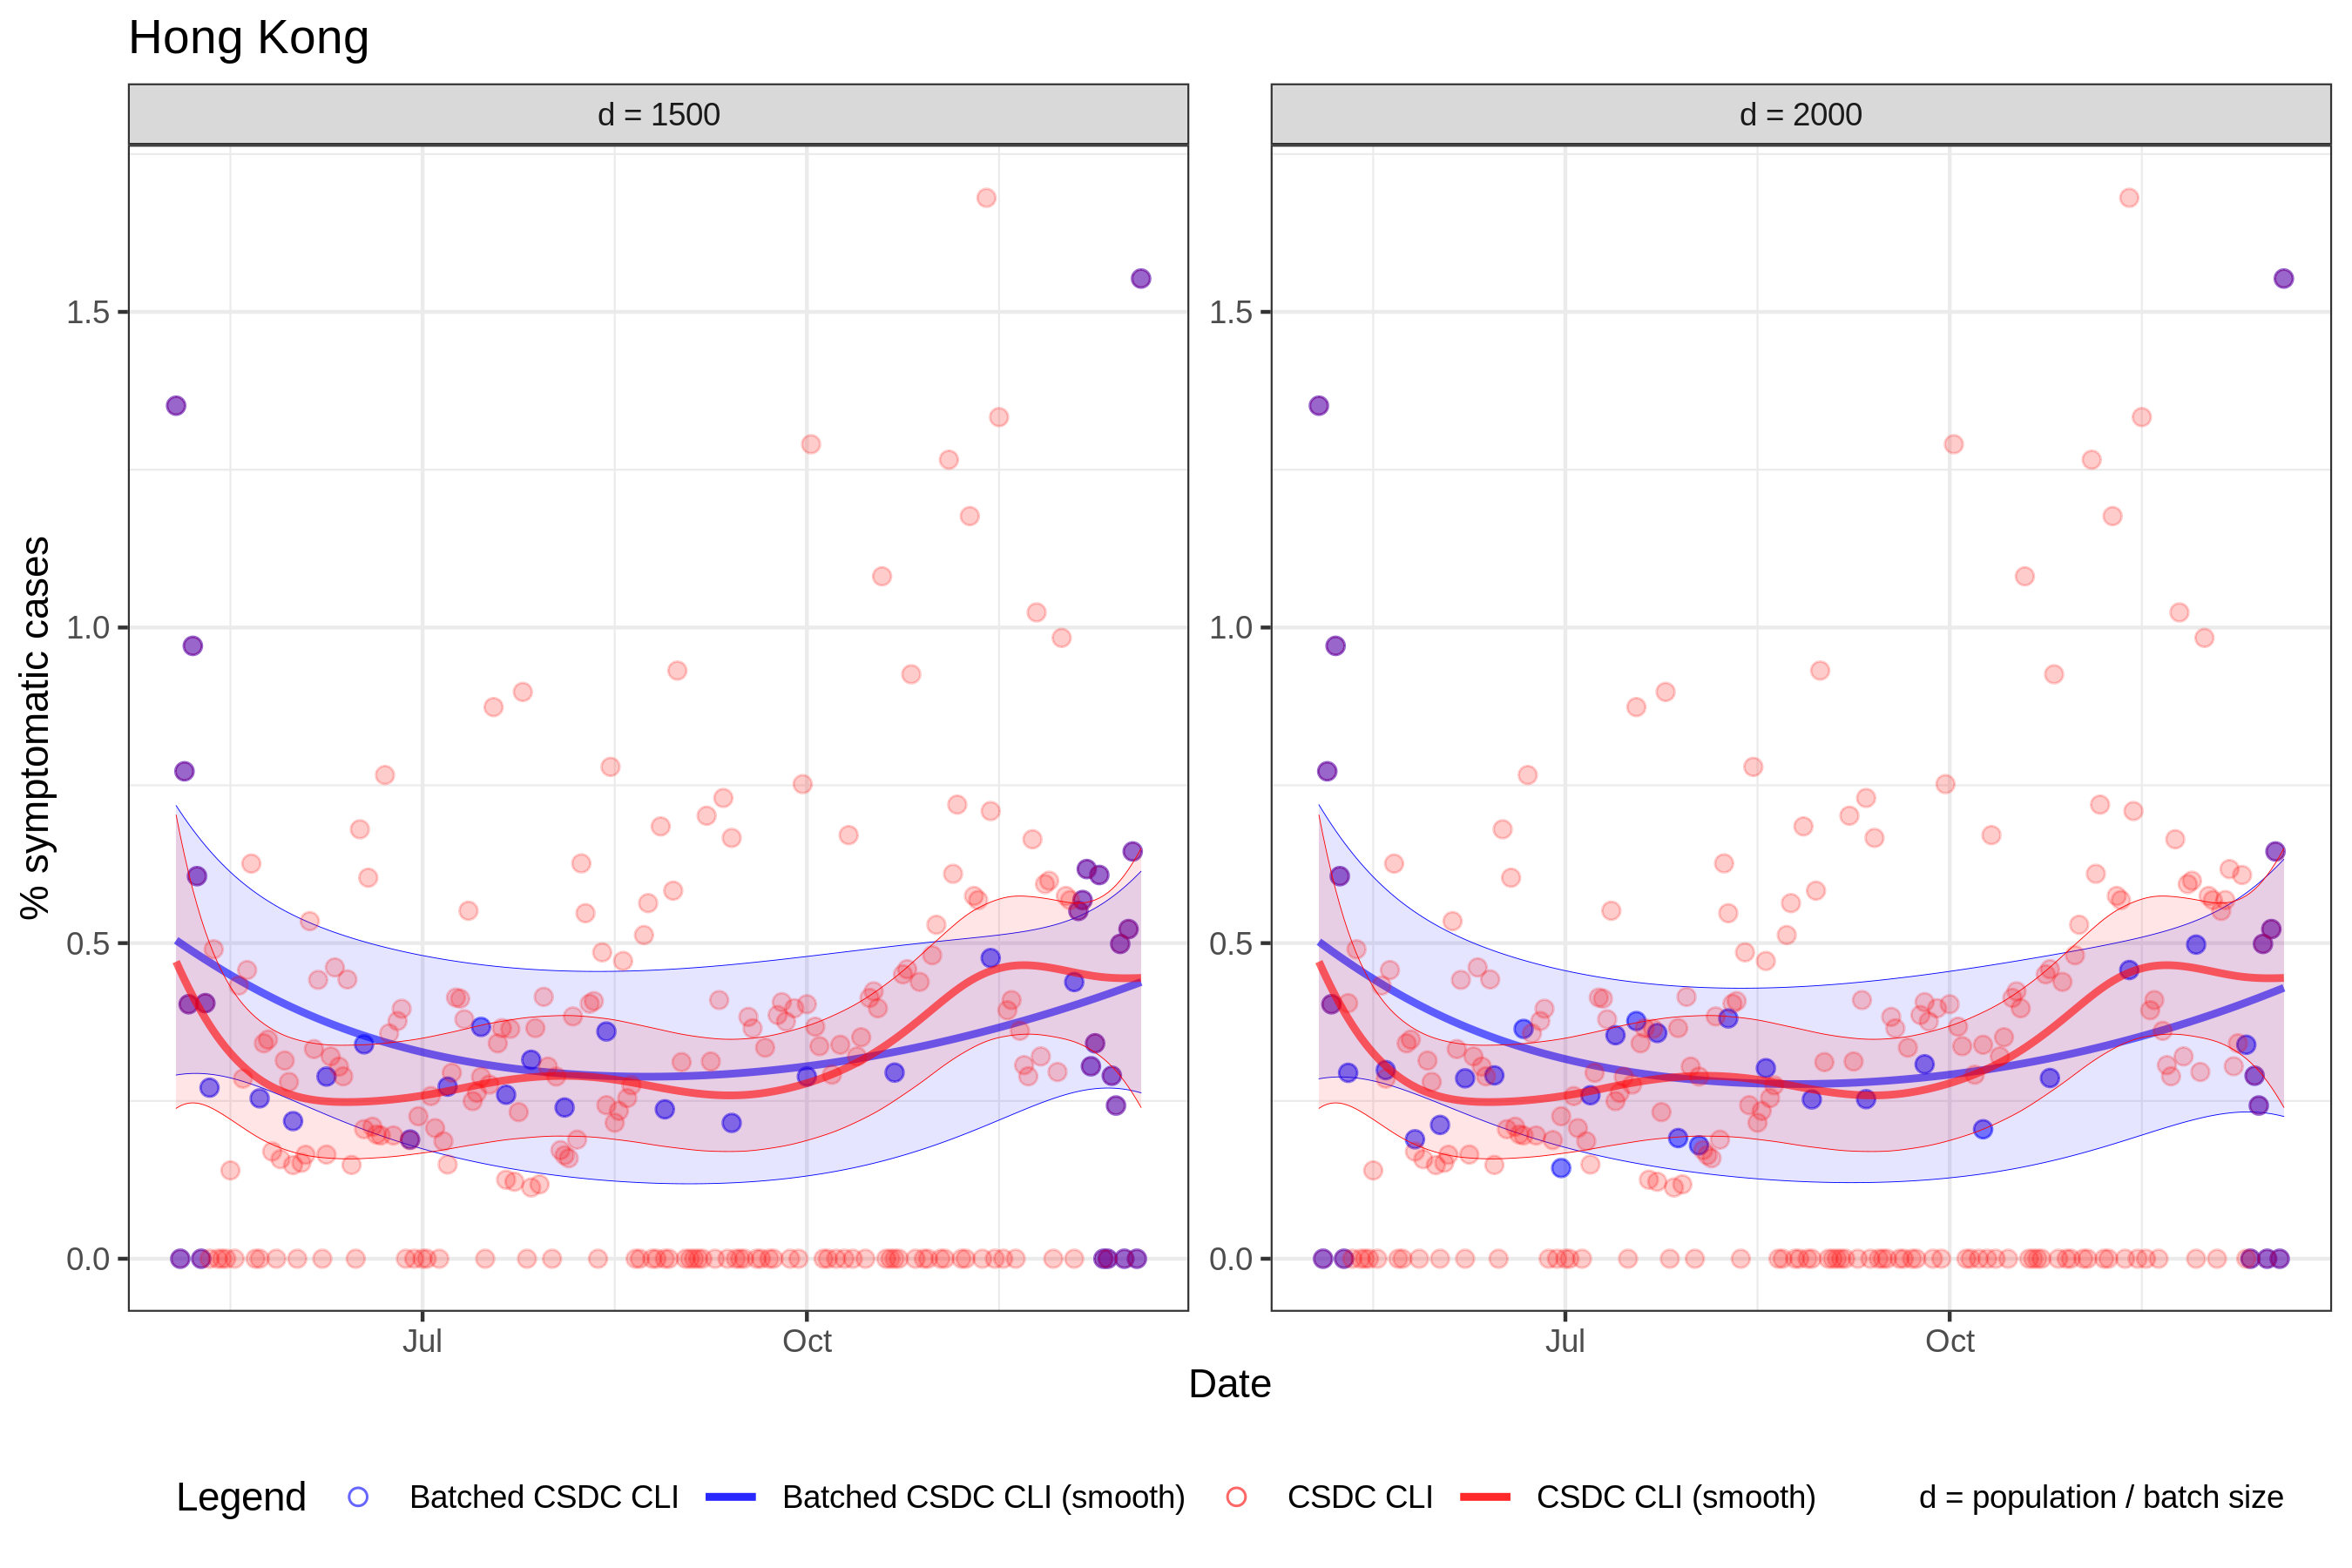 Hong Kong
d = 1500
d = 2000
% symptomatic cases
1.5
1.0
0.5
0.0
1.5
1.0
0.5
0.0
Jul
Oct
Jul
Oct
Date
Legend
Batched CSDC CLI
Batched CSDC CLI (smooth)
CSDC CLI
CSDC CLI (smooth)
d = population / batch size